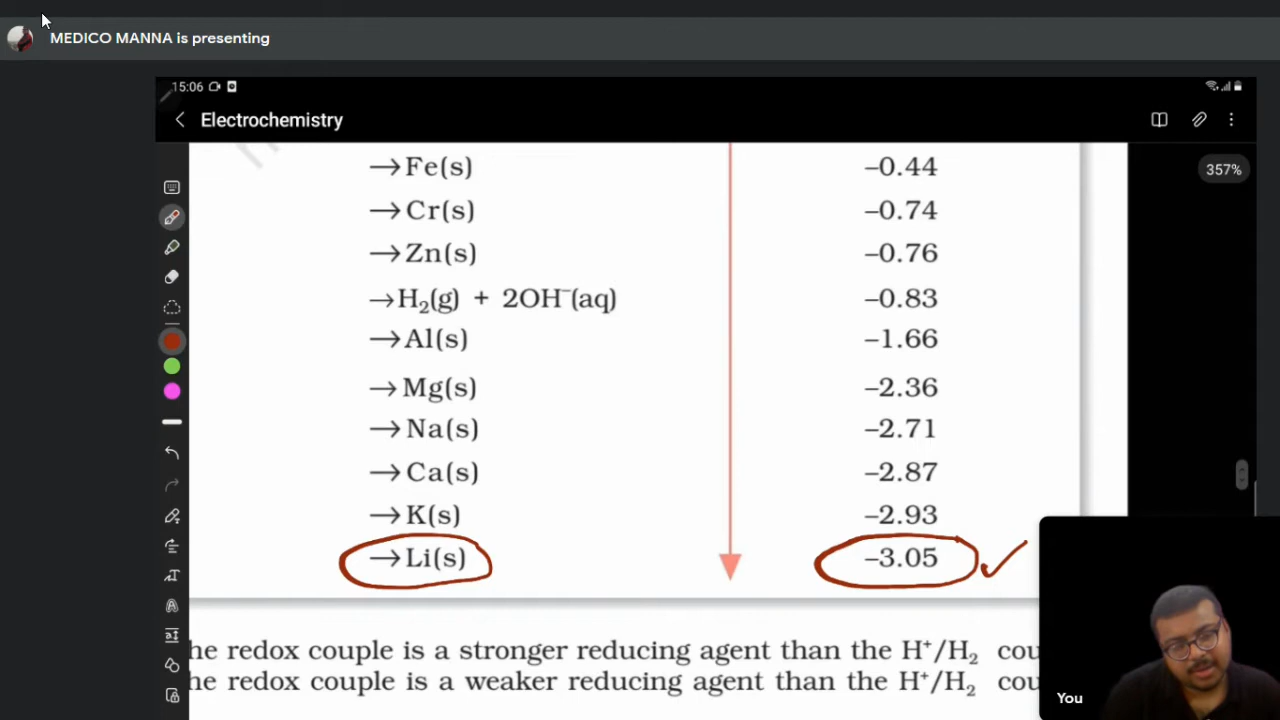 MEDICO MANNA is presenting
15:06
Electrochemistry
357%
→Fe(s) –0.44
→Cr(s) –0.74
→Zn(s) –0.76
→H₂(g) + 2OH⁻(aq) –0.83
→Al(s) –1.66
→Mg(s) –2.36
→Na(s) –2.71
→Ca(s) –2.87
→K(s) –2.93
→Li(s) –3.05
he redox couple is a stronger reducing agent than the H⁺/H₂ cou
he redox couple is a weaker reducing agent than the H⁺/H₂ cou
You